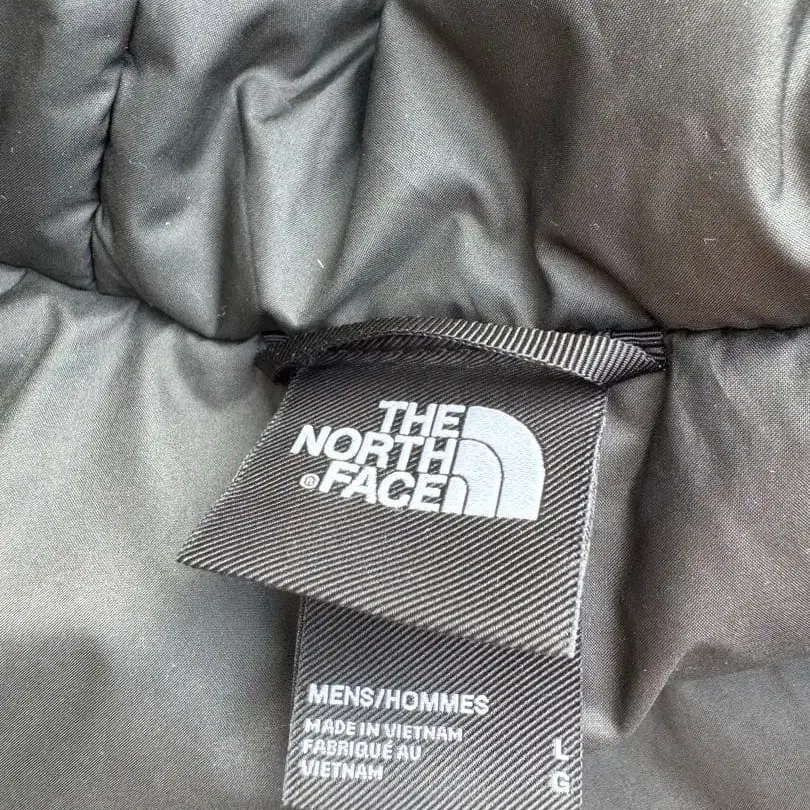 THE
NORTH
® FACE
MENS/HOMMES
MADE IN VIETNAM
FABRIQUÉ AU
VIETNAM
L
G